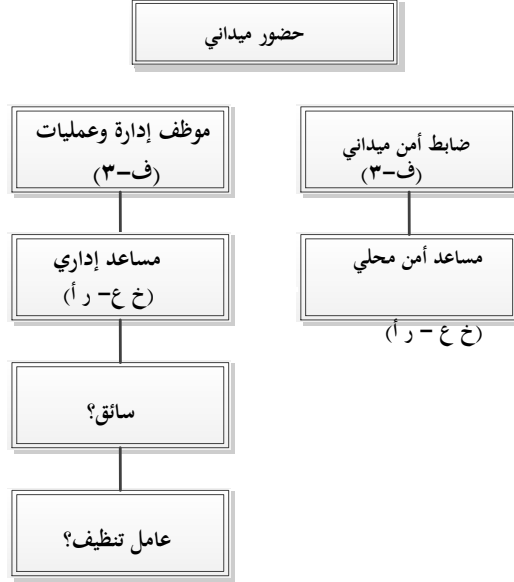 حضور ميداني
ضابط أمن ميداني
(ف-٣)
مساعد أمن محلي
(خ ع - ر أ)
موظف إدارة وعمليات
(ف-٣)
مساعد إداري
(خ ع- ر أ)
سائق؟
عامل تنظيف؟